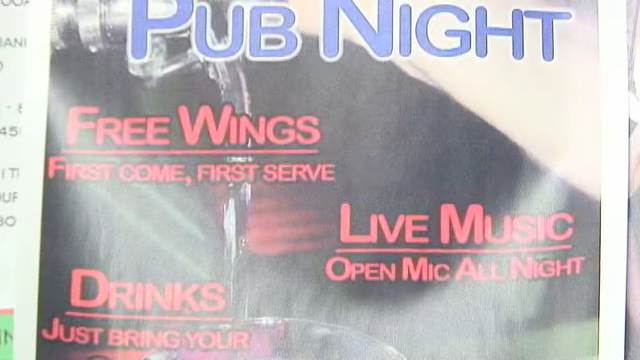 PUB NIGHT
FREE WINGS
FIRST COME, FIRST SERVE
LIVE MUSIC
OPEN MIC ALL NIGHT
DRINKS
JUST BRING YOUR